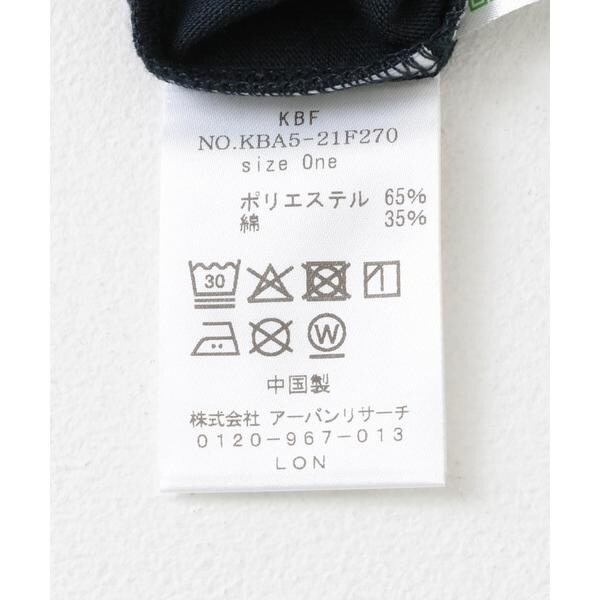 KBF
NO.KBA5-21F270
size One
ポリエステル 65%
綿 35%
30
W
中国製
株式会社 アーバンリサーチ
0120-967-013
LON